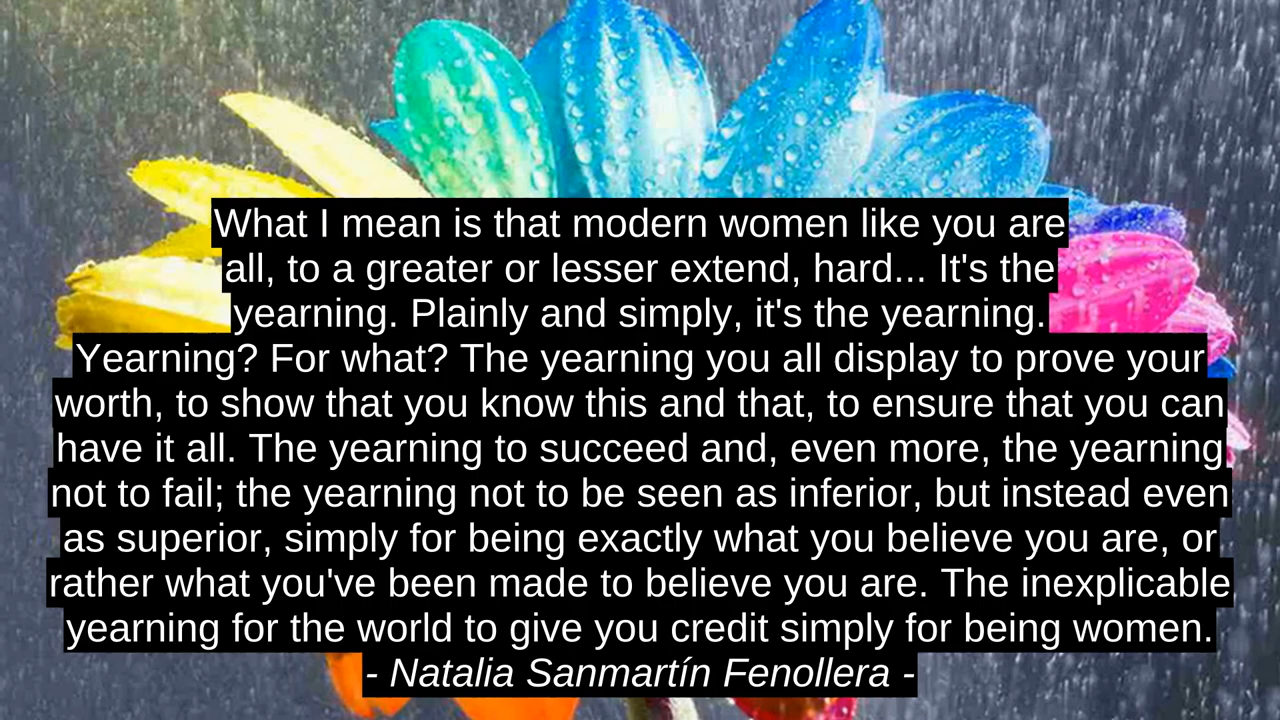 What I mean is that modern women like you are
all, to a greater or lesser extend, hard... It's the
yearning. Plainly and simply, it's the yearning.
Yearning? For what? The yearning you all display to prove your
worth, to show that you know this and that, to ensure that you can
have it all. The yearning to succeed and, even more, the yearning
not to fail; the yearning not to be seen as inferior, but instead even
as superior, simply for being exactly what you believe you are, or
rather what you've been made to believe you are. The inexplicable
yearning for the world to give you credit simply for being women.
- Natalia Sanmartín Fenollera -